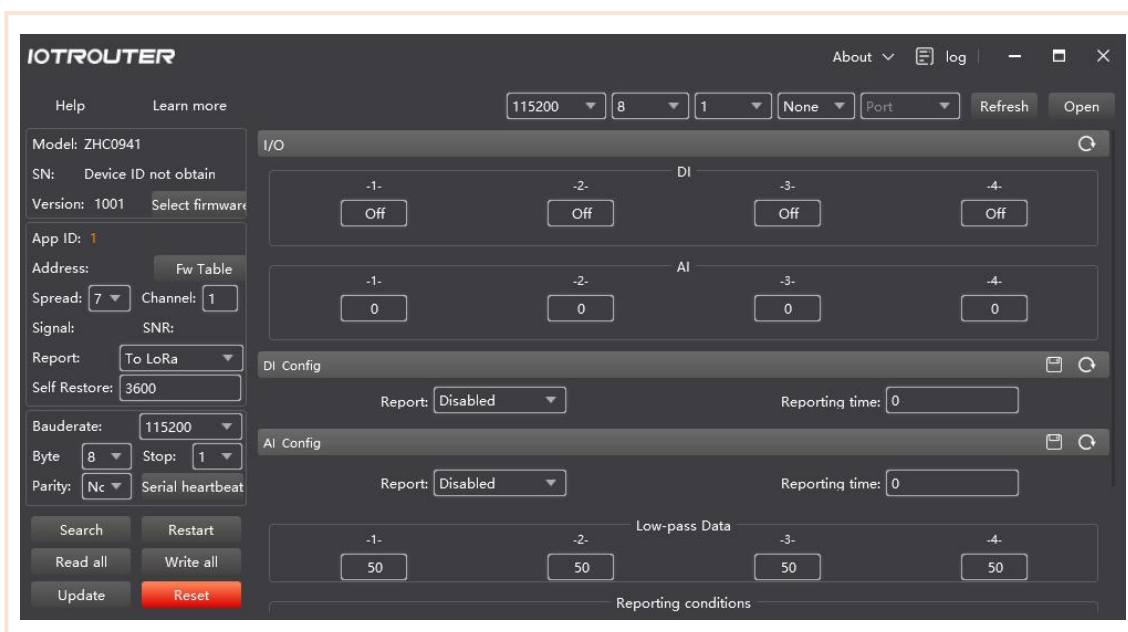 IOTROUTER
About log
Help Learn more 115200 8 1 None Port Refresh Open
Model: ZHC0941
SN: Device ID not obtain
Version: 1001 Select firmware
App ID: 1
Address: Fw Table
Spread: 7 Channel: 1
Signal: SNR:
Report: To LoRa
Self Restore: 3600
Bauderate: 115200
Byte 8 Stop: 1
Parity: Nc Serial heartbeat
Search Restart
Read all Write all
Update Reset
I/O
DI
-1- -2- -3- -4-
Off Off Off Off
AI
-1- -2- -3- -4-
0 0 0 0
DI Config
Report: Disabled Reporting time: 0
AI Config
Report: Disabled Reporting time: 0
Low-pass Data
-1- -2- -3- -4-
50 50 50 50
Reporting conditions